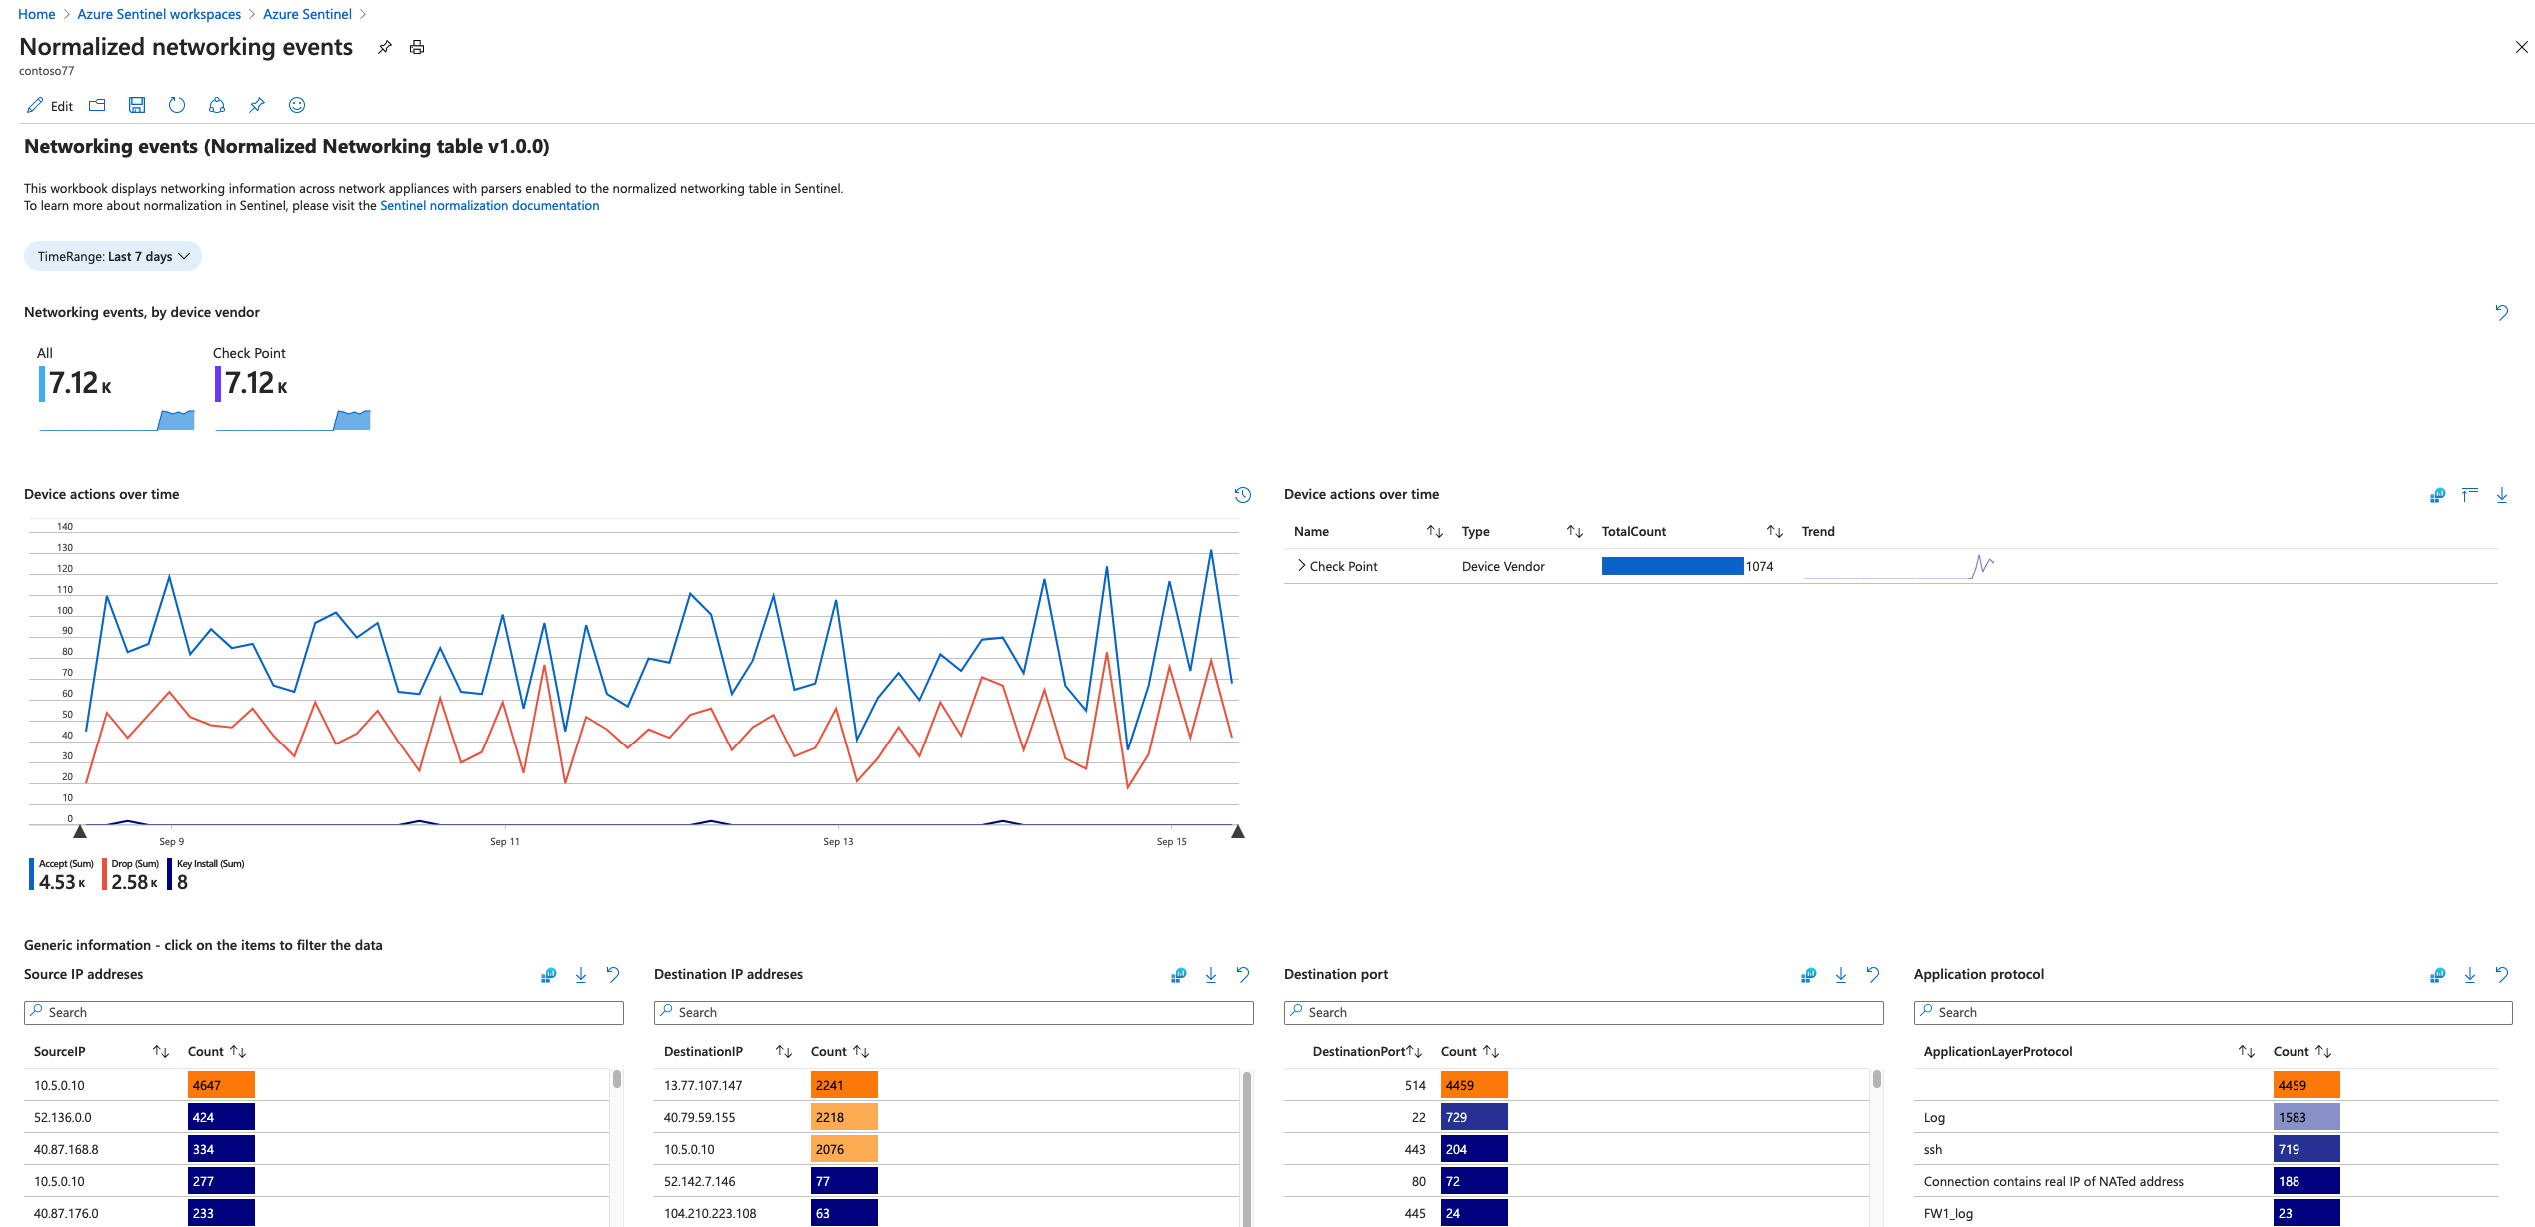 Home > Azure Sentinel workspaces > Azure Sentinel >
Normalized networking events
contoso77
Edit
Networking events (Normalized Networking table v1.0.0)
This workbook displays networking information across network appliances with parsers enabled to the normalized networking table in Sentinel.
To learn more about normalization in Sentinel, please visit the Sentinel normalization documentation
TimeRange: Last 7 days
Networking events, by device vendor
All
7.12 K
Check Point
7.12 K
Device actions over time
140
130
120
110
100
90
80
70
60
50
40
30
20
10
0
Sep 9 Sep 11 Sep 13 Sep 15
Accept (Sum) Drop (Sum) Key Install (Sum)
4.53 K 2.58 K 8
Device actions over time
Name Type TotalCount Trend
Check Point Device Vendor 1074
Generic information - click on the items to filter the data
Source IP addreses
Search
SourceIP Count
10.5.0.10 4647
52.136.0.0 424
40.87.168.8 334
10.5.0.10 277
40.87.176.0 233
Destination IP addreses
Search
DestinationIP Count
13.77.107.147 2241
40.79.59.155 2218
10.5.0.10 2076
52.142.7.146 77
104.210.223.108 63
Destination port
Search
DestinationPort Count
514 4459
22 729
443 204
80 72
445 24
Application protocol
Search
ApplicationLayerProtocol Count
4459
Log 1583
ssh 719
Connection contains real IP of NATed address 188
FW1_log 23